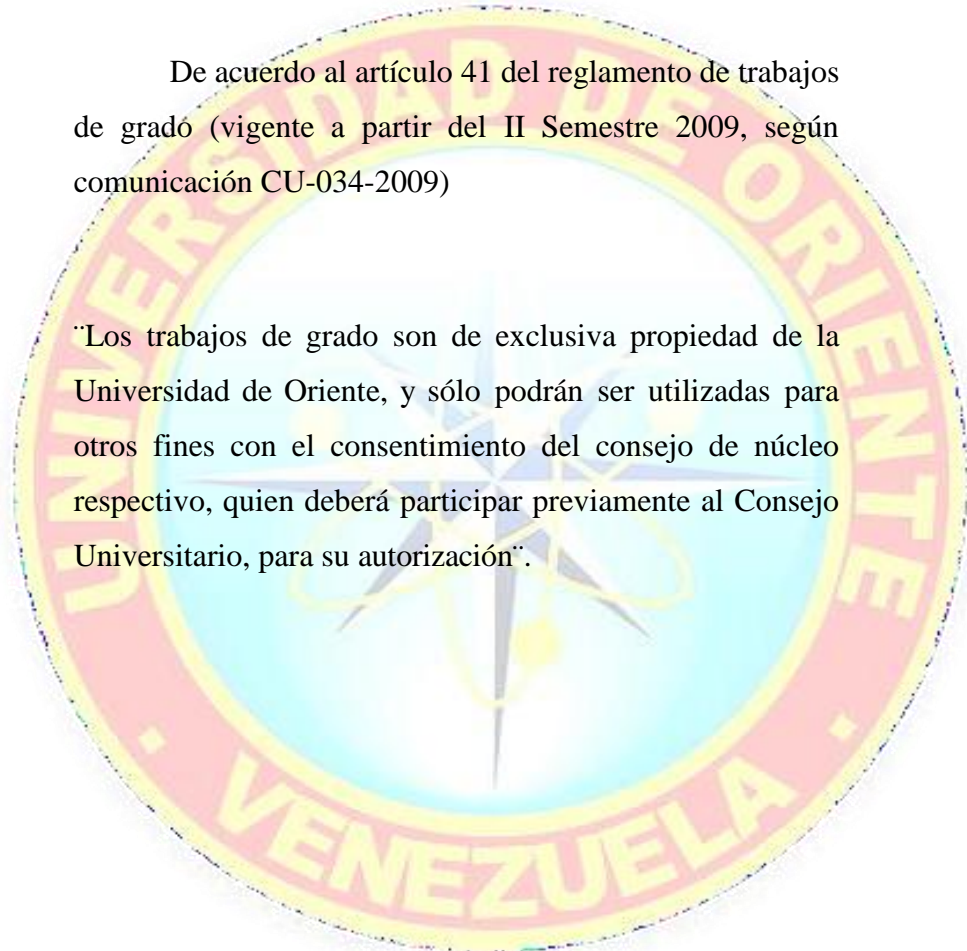 De acuerdo al artículo 41 del reglamento de trabajos
de grado (vigente a partir del II Semestre 2009, según
comunicación CU-034-2009)
¨Los trabajos de grado son de exclusiva propiedad de la
Universidad de Oriente, y sólo podrán ser utilizadas para
otros fines con el consentimiento del consejo de núcleo
respectivo, quien deberá participar previamente al Consejo
Universitario, para su autorización¨.
UNIVERSIDAD DE ORIENTE
VENEZUELA